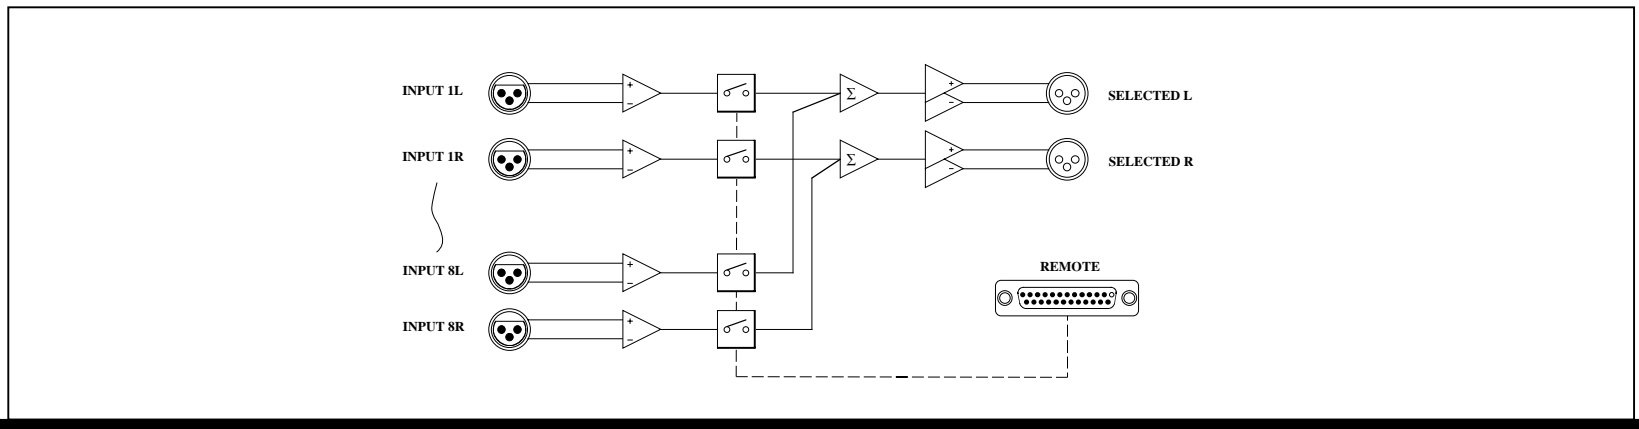 INPUT 1L
+
−
Σ
+
−
SELECTED L
INPUT 1R
+
−
Σ
+
−
SELECTED R
INPUT 8L
+
−
REMOTE
INPUT 8R
+
−